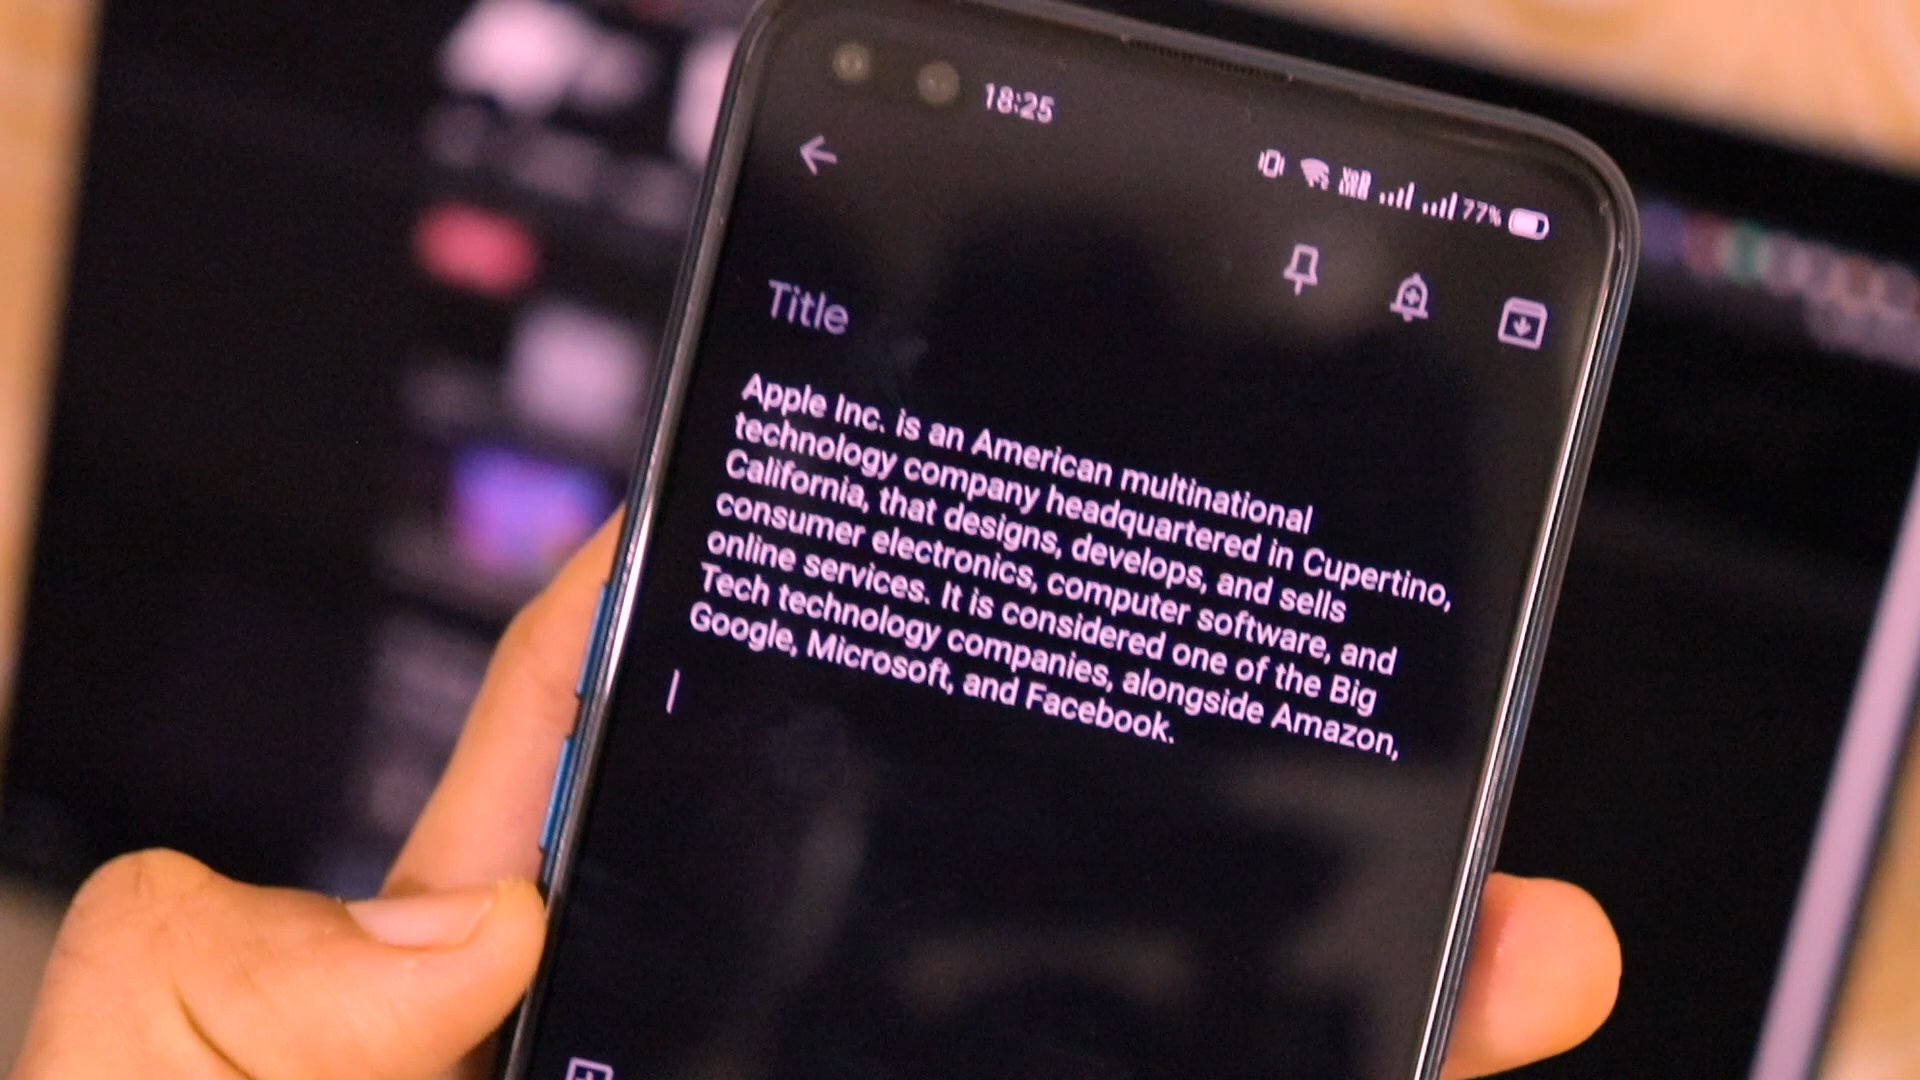 18:25
77%
Title
Apple Inc. is an American multinational
technology company headquartered in Cupertino,
California, that designs, develops, and sells
consumer electronics, computer software, and
online services. It is considered one of the Big
Tech technology companies, alongside Amazon,
Google, Microsoft, and Facebook.